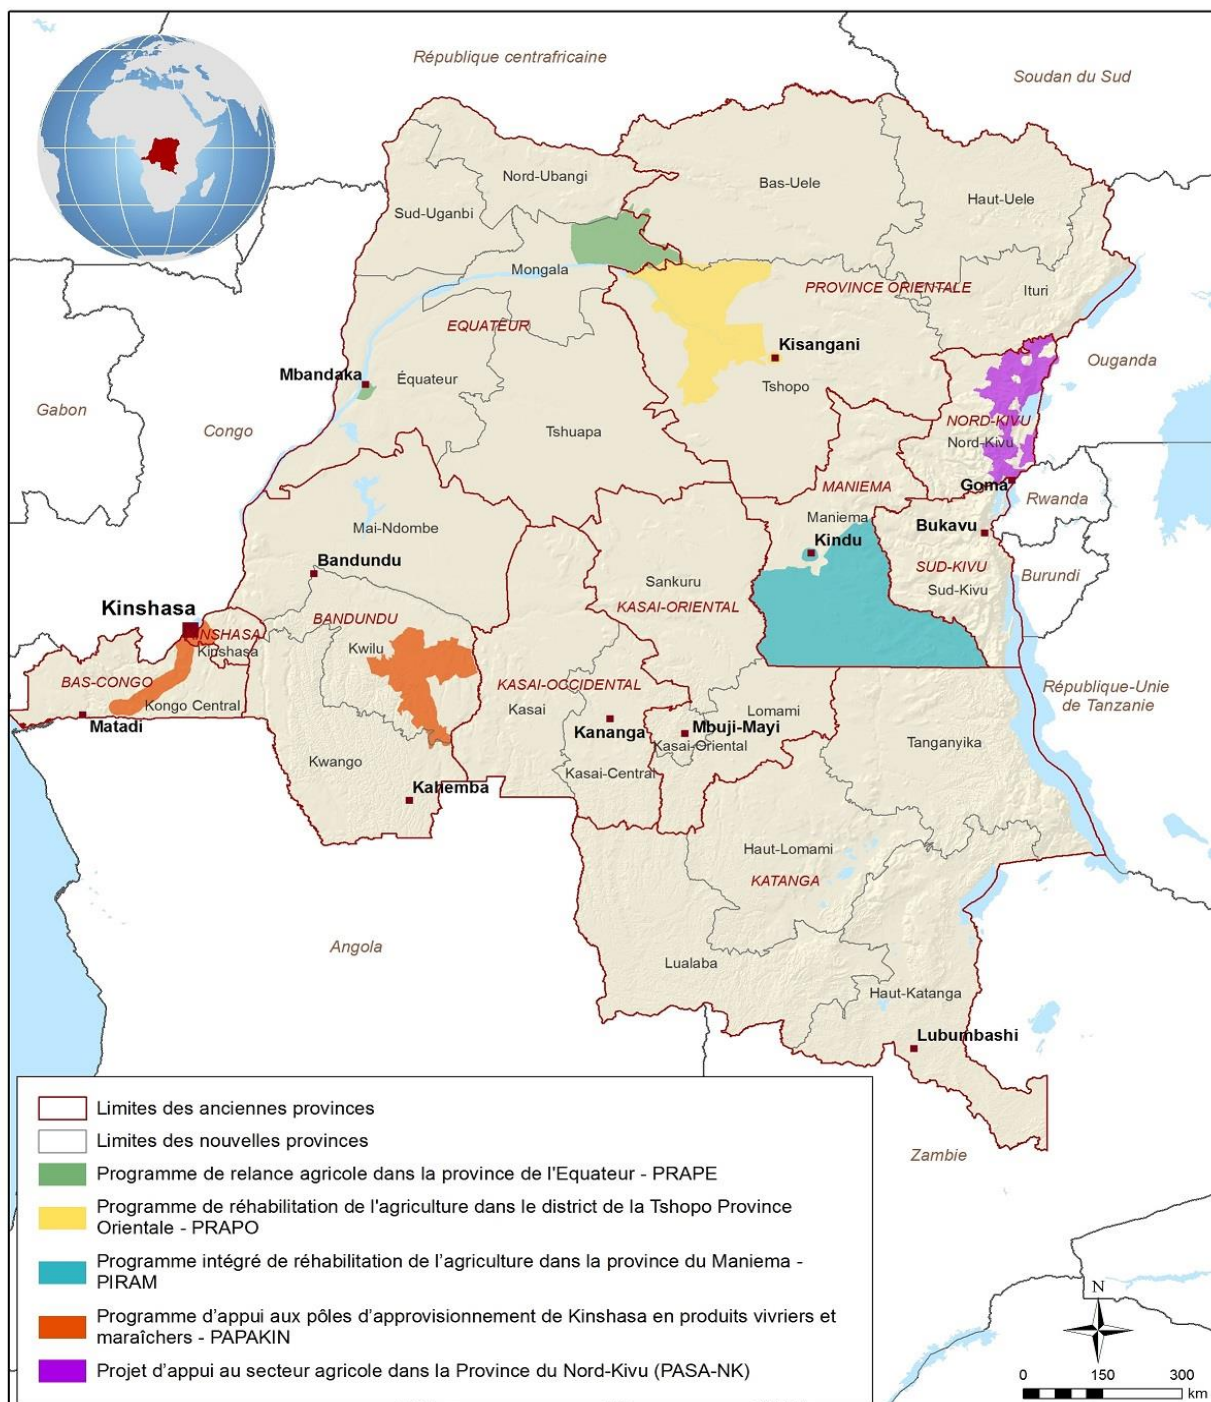 République centrafricaine
Soudan du Sud
Nord-Ubangi
Bas-Uele
Haut-Uele
Sud-Uganbi
Mongala
PROVINCE ORIENTALE
Ituri
EQUATEUR
Kisangani
Ouganda
Mbandaka
Équateur
Tshopo
Gabon
Congo
NORD-KIVU
Nord-Kivu
Tshuapa
Goma
MANIEMA
Rwanda
Maniema
Mai-Ndombe
Bukavu
Kindu
Bandundu
SUD-KIVU
Burundi
Sankuru
Sud-Kivu
Kinshasa
KASAI-ORIENTAL
BANDUNDU
NSHASA
Kinshasa
Kwilu
BAS-CONGO
KASAI-OCCIDENTAL
République-Unie
de Tanzanie
Kongo Central
Kasai
Lomami
Matadi
Kananga
Mbuji-Mayi
Kasai-Oriental
Tanganyika
Kwango
Kasai-Central
Kahemba
Haut-Lomami
KATANGA
Angola
Lualaba
Haut-Katanga
Lubumbashi
Zambie
Limites des anciennes provinces
Limites des nouvelles provinces
Programme de relance agricole dans la province de l'Equateur - PRAPE
Programme de réhabilitation de l'agriculture dans le district de la Tshopo Province
Orientale - PRAPO
Programme intégré de réhabilitation de l’agriculture dans la province du Maniema -
PIRAM
Programme d’appui aux pôles d’approvisionnement de Kinshasa en produits vivriers et
maraîchers - PAPAKIN
Projet d’appui au secteur agricole dans la Province du Nord-Kivu (PASA-NK)
N
0 150 300
km